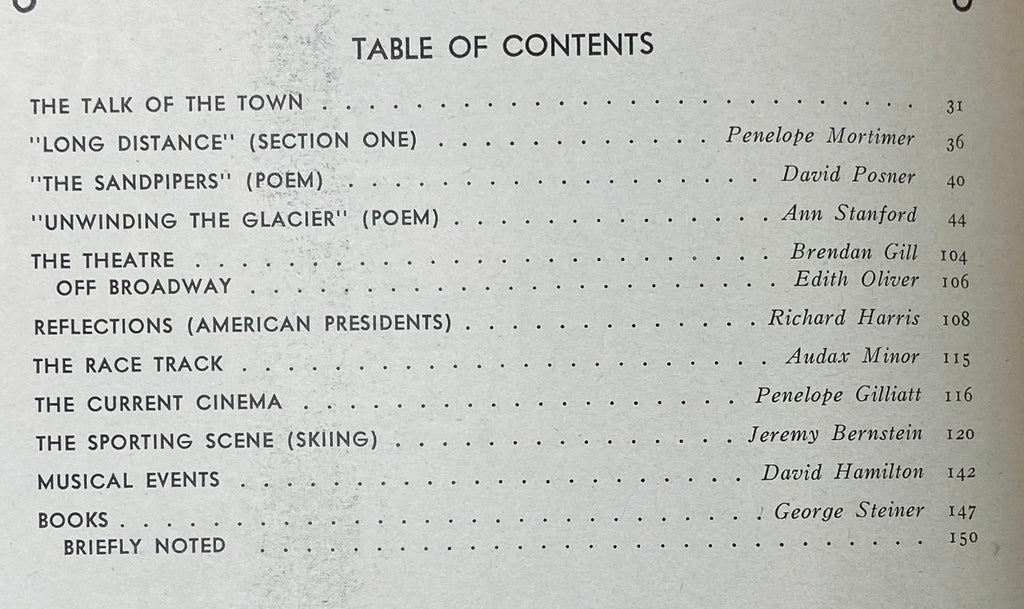 TABLE OF CONTENTS
THE TALK OF THE TOWN . . . . . . . . . . . . . . . . . . . . . . . . . . 31
"LONG DISTANCE" (SECTION ONE) . . . . . . . . . . . . . Penelope Mortimer 36
"THE SANDPIPERS" (POEM) . . . . . . . . . . . . . . . . . . David Posner 40
"UNWINDING THE GLACIER" (POEM) . . . . . . . . . . . . . . Ann Stanford 44
THE THEATRE . . . . . . . . . . . . . . . . . . . . . . . . Brendan Gill 104
OFF BROADWAY . . . . . . . . . . . . . . . . . . . . . . Edith Oliver 106
REFLECTIONS (AMERICAN PRESIDENTS) . . . . . . . . . . . . . Richard Harris 108
THE RACE TRACK . . . . . . . . . . . . . . . . . . . . . . Audax Minor 115
THE CURRENT CINEMA . . . . . . . . . . . . . . . . . . . Penelope Gilliatt 116
THE SPORTING SCENE (SKIING) . . . . . . . . . . . . . . . Jeremy Bernstein 120
MUSICAL EVENTS . . . . . . . . . . . . . . . . . . . . . David Hamilton 142
BOOKS . . . . . . . . . . . . . . . . . . . . . . . . . George Steiner 147
BRIEFLY NOTED . . . . . . . . . . . . . . . . . . . . . . . . . . . 150